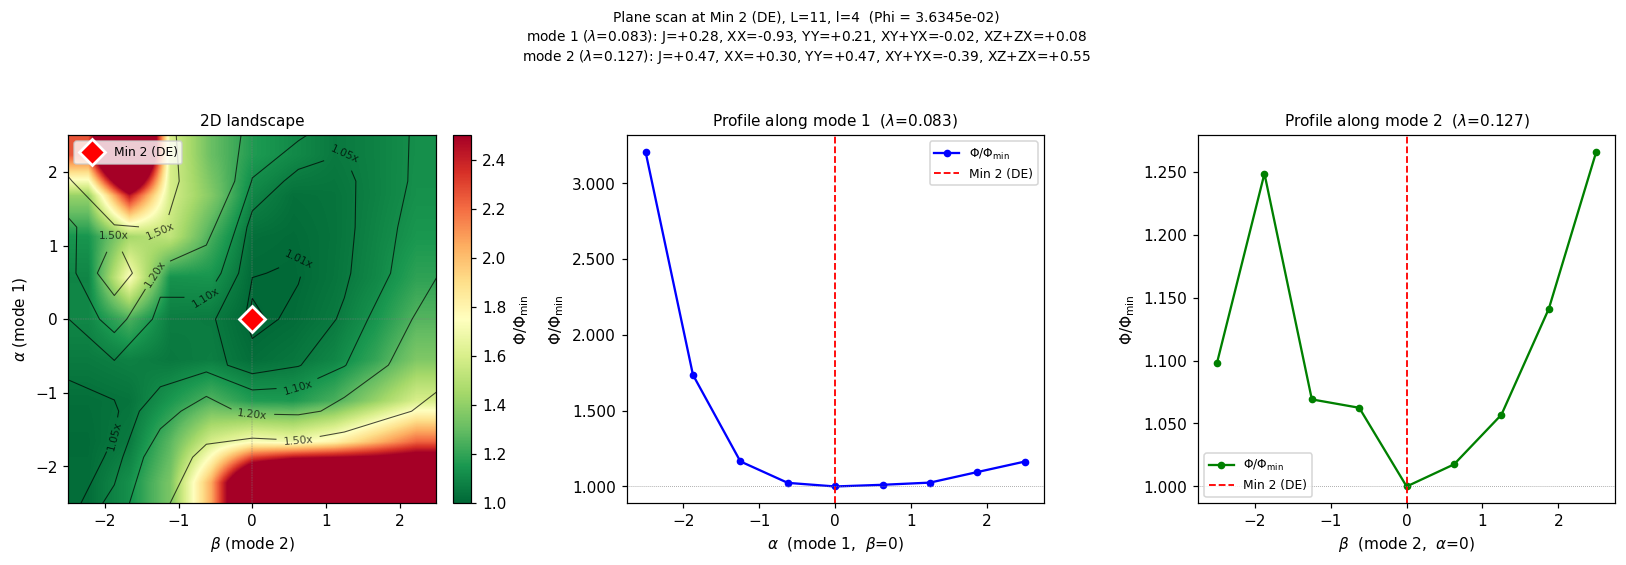 Plane scan at Min 2 (DE), L=11, l=4  (Phi = 3.6345e-02)
mode 1 (λ=0.083): J=+0.28, XX=-0.93, YY=+0.21, XY+YX=-0.02, XZ+ZX=+0.08
mode 2 (λ=0.127): J=+0.47, XX=+0.30, YY=+0.47, XY+YX=-0.39, XZ+ZX=+0.55
2D landscape
Min 2 (DE)
1.05x
1.50x
1.50x
1.20x
1.01x
1.10x
1.10x
1.20x
1.05x
1.50x
2
1
0
−1
−2
α (mode 1)
−2
−1
0
1
2
β (mode 2)
2.4
2.2
2.0
1.8
1.6
1.4
1.2
1.0
Φ/Φmin
Profile along mode 1  (λ=0.083)
Φ/Φmin
Min 2 (DE)
3.000
2.500
2.000
1.500
1.000
Φ/Φmin
−2
−1
0
1
2
α  (mode 1,  β=0)
Profile along mode 2  (λ=0.127)
1.250
1.200
1.150
1.100
1.050
1.000
Φ/Φmin
Φ/Φmin
Min 2 (DE)
−2
−1
0
1
2
β  (mode 2,  α=0)